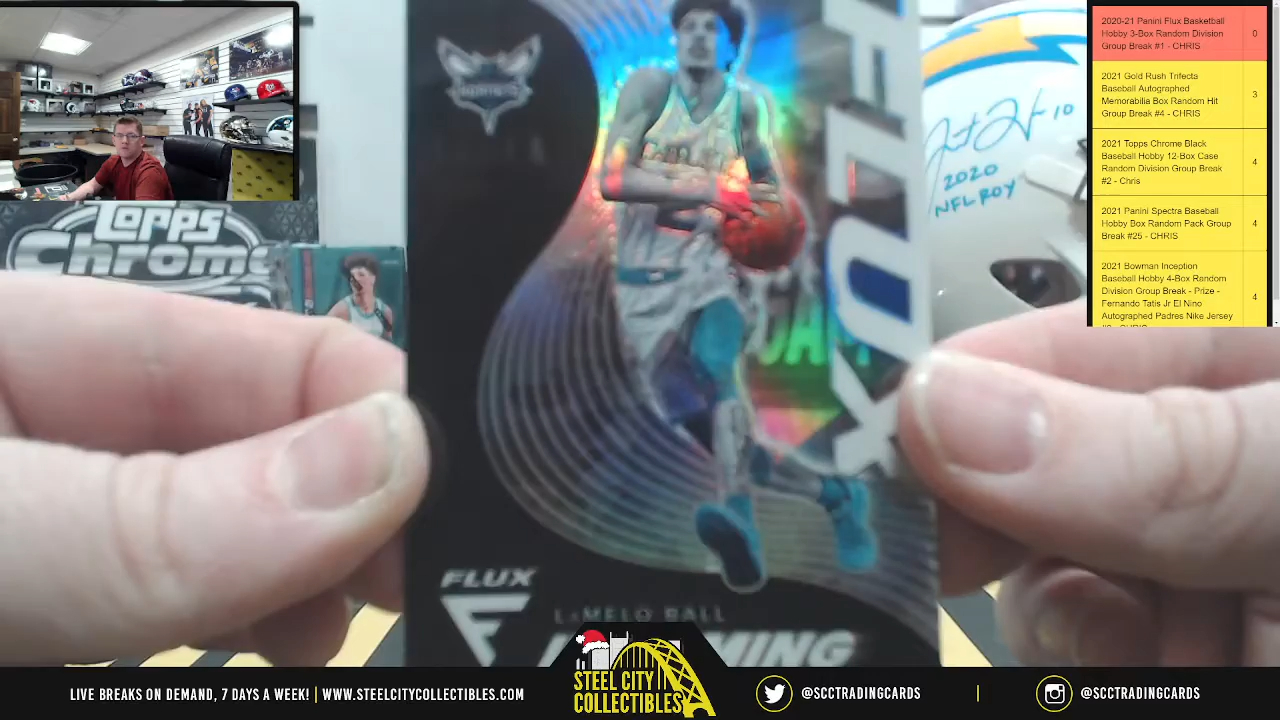 2020-21 Panini Flux Basketball
Hobby 3-Box Random Division
Group Break #1 - CHRIS
0
2021 Gold Rush Trifecta
Baseball Autographed
Memorabilia Box Random Hit
Group Break #4 - CHRIS
3
2021 Topps Chrome Black
Baseball Hobby 12-Box Case
Random Division Group Break
#2 - Chris
4
2021 Panini Spectra Baseball
Hobby Box Random Pack Group
Break #25 - CHRIS
4
2021 Bowman Inception
Baseball Hobby 4-Box Random
Division Group Break - Prize -
Fernando Tatis Jr El Nino
Autographed Padres Nike Jersey
4
Topps
Chrome
HORNETS
FLUX
10
2020
NFL ROY
FLUX
LaMELO BALL
LIVE BREAKS ON DEMAND, 7 DAYS A WEEK! | WWW.STEELCITYCOLLECTIBLES.COM
STEEL CITY
COLLECTIBLES
@SCCTRADINGCARDS
@SCCTRADINGCARDS